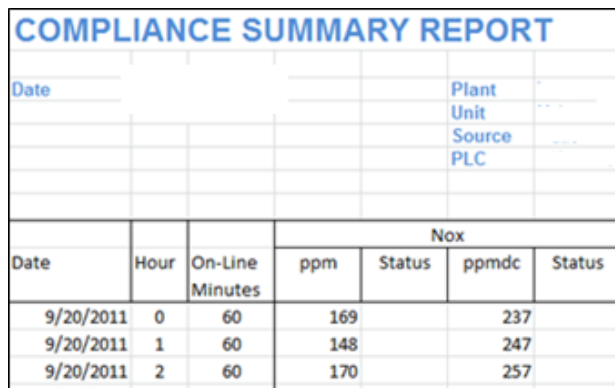 COMPLIANCE SUMMARY REPORT
Date Plant
Unit
Source
PLC
Nox
Date Hour On-Line Minutes ppm Status ppmdc Status
9/20/2011 0 60 169 237
9/20/2011 1 60 148 247
9/20/2011 2 60 170 257